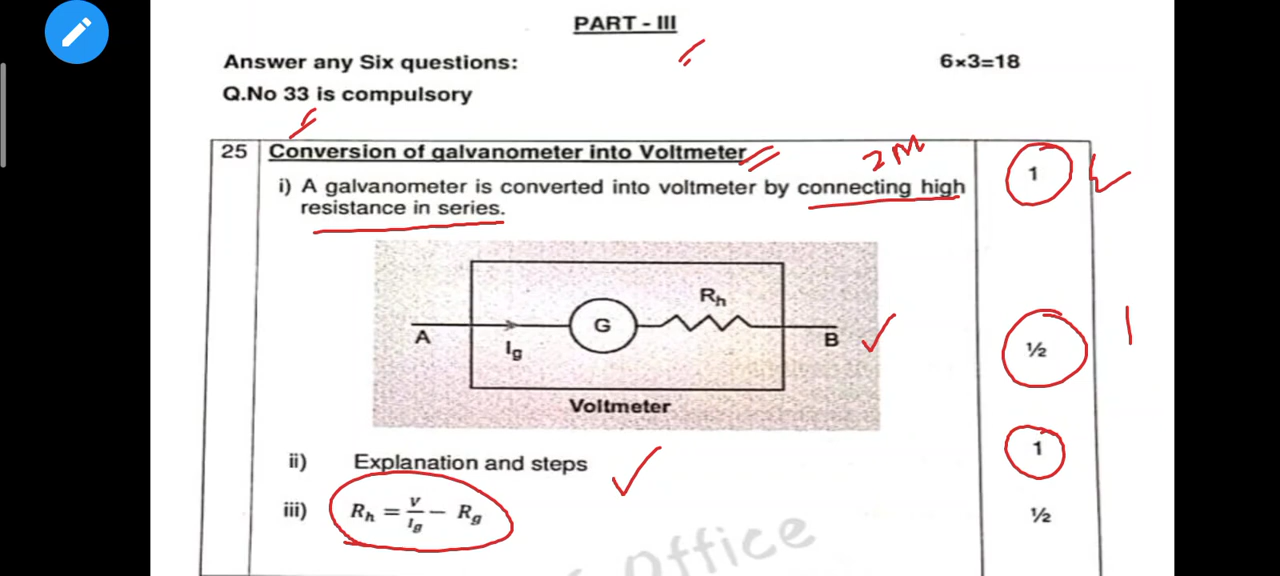 PART - III
Answer any Six questions:
6×3=18
Q.No 33 is compulsory
25
Conversion of galvanometer into Voltmeter
2M
i) A galvanometer is converted into voltmeter by connecting high
resistance in series.
1
Rh
G
A
Ig
B
½
1
Voltmeter
ii) Explanation and steps
1
iii) Rh = V/Ig − Rg
½
office